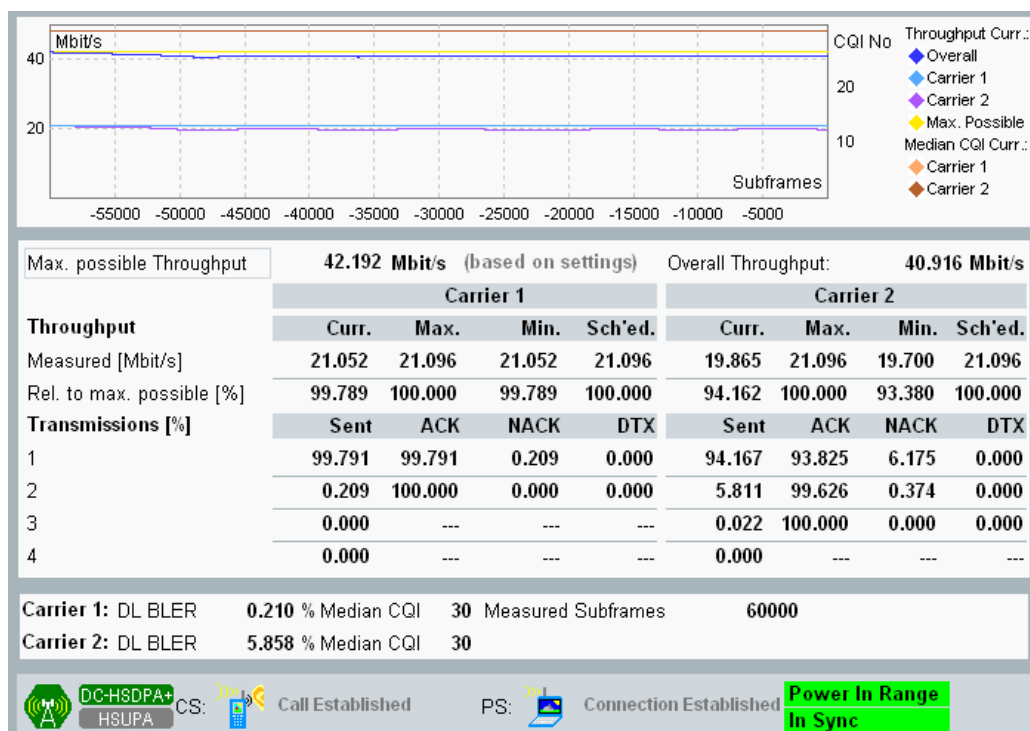 Mbit/s
CQI No
Throughput Curr.:
40
Overall
20
Carrier 1
Carrier 2
20
Max. Possible
10
Median CQI Curr.:
Carrier 1
Subframes
Carrier 2
-55000 -50000 -45000 -40000 -35000 -30000 -25000 -20000 -15000 -10000 -5000
Max. possible Throughput 42.192 Mbit/s (based on settings) Overall Throughput: 40.916 Mbit/s
Carrier 1 Carrier 2
Throughput Curr. Max. Min. Sch'ed. Curr. Max. Min. Sch'ed.
Measured [Mbit/s] 21.052 21.096 21.052 21.096 19.865 21.096 19.700 21.096
Rel. to max. possible [%] 99.789 100.000 99.789 100.000 94.162 100.000 93.380 100.000
Transmissions [%] Sent ACK NACK DTX Sent ACK NACK DTX
1 99.791 99.791 0.209 0.000 94.167 93.825 6.175 0.000
2 0.209 100.000 0.000 0.000 5.811 99.626 0.374 0.000
3 0.000 --- --- --- 0.022 100.000 0.000 0.000
4 0.000 --- --- --- 0.000 --- --- ---
Carrier 1: DL BLER 0.210 % Median CQI 30 Measured Subframes 60000
Carrier 2: DL BLER 5.858 % Median CQI 30
DC-HSDPA+
HSUPA
CS: Call Established PS: Connection Established
Power In Range
In Sync